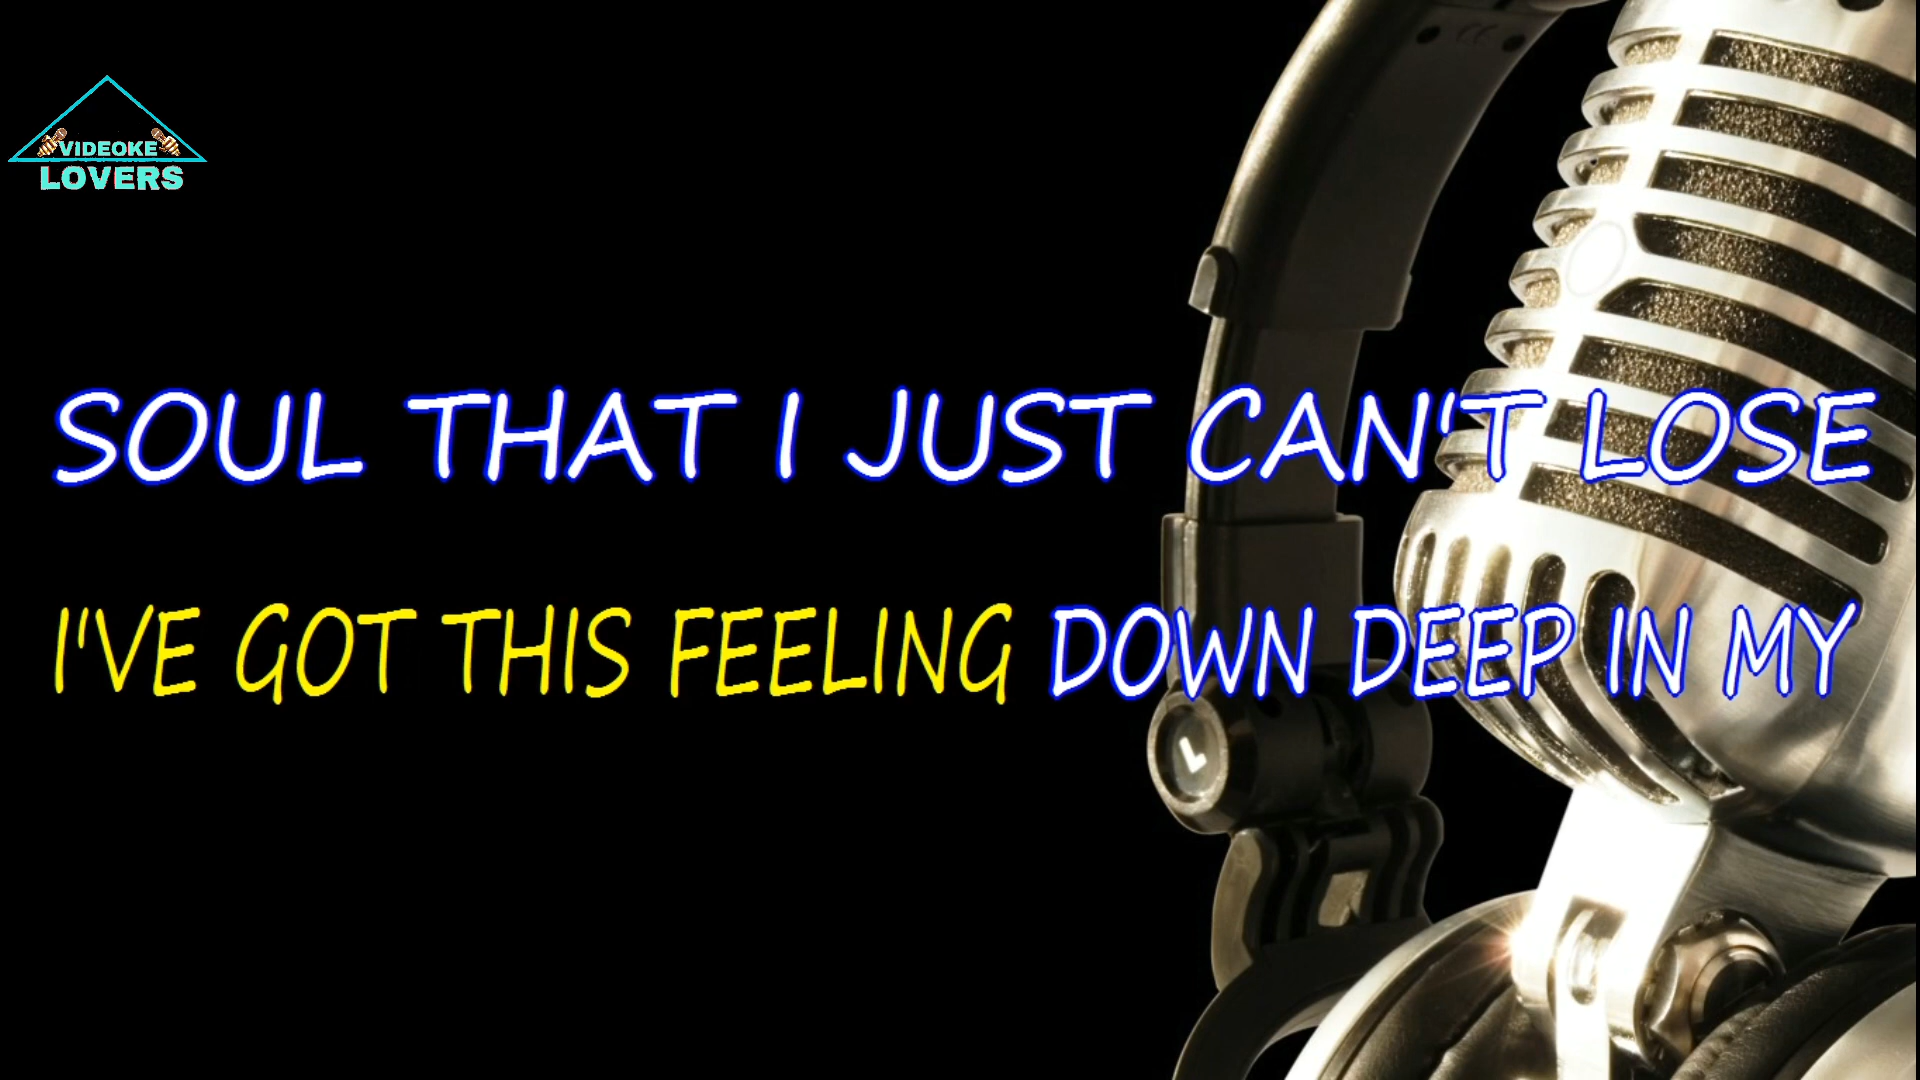 VIDEOKE
LOVERS
SOUL THAT I JUST CAN'T LOSE
I'VE GOT THIS FEELING DOWN DEEP IN MY